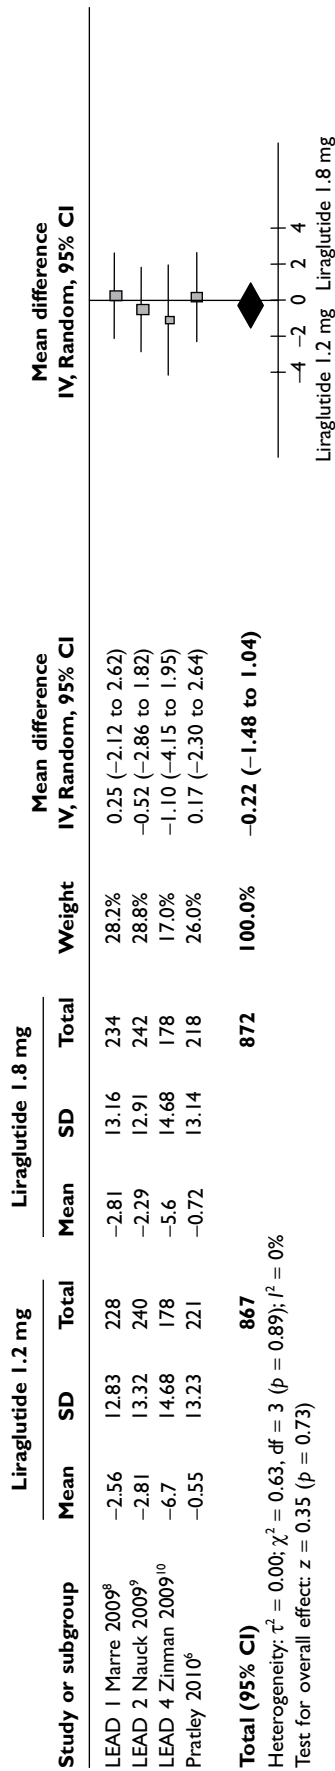 Liraglutide 1.2 mg Liraglutide 1.8 mg Mean difference Mean difference
Study or subgroup Mean SD Total Mean SD Total Weight IV, Random, 95% CI IV, Random, 95% CI
LEAD 1 Marre 2009⁸ −2.56 12.83 228 −2.81 13.16 234 28.2% 0.25 (−2.12 to 2.62)
LEAD 2 Nauck 2009⁹ −2.81 13.32 240 −2.29 12.91 242 28.8% −0.52 (−2.86 to 1.82)
LEAD 4 Zinman 2009¹⁰ −6.7 14.68 178 −5.6 14.68 178 17.0% −1.10 (−4.15 to 1.95)
Pratley 2010⁶ −0.55 13.23 221 −0.72 13.14 218 26.0% 0.17 (−2.30 to 2.64)
Total (95% CI) 867 872 100.0% −0.22 (−1.48 to 1.04)
Heterogeneity: τ² = 0.00; χ² = 0.63, df = 3 (p = 0.89); I² = 0%
Test for overall effect: z = 0.35 (p = 0.73)
−4 −2 0 2 4
Liraglutide 1.2 mg Liraglutide 1.8 mg